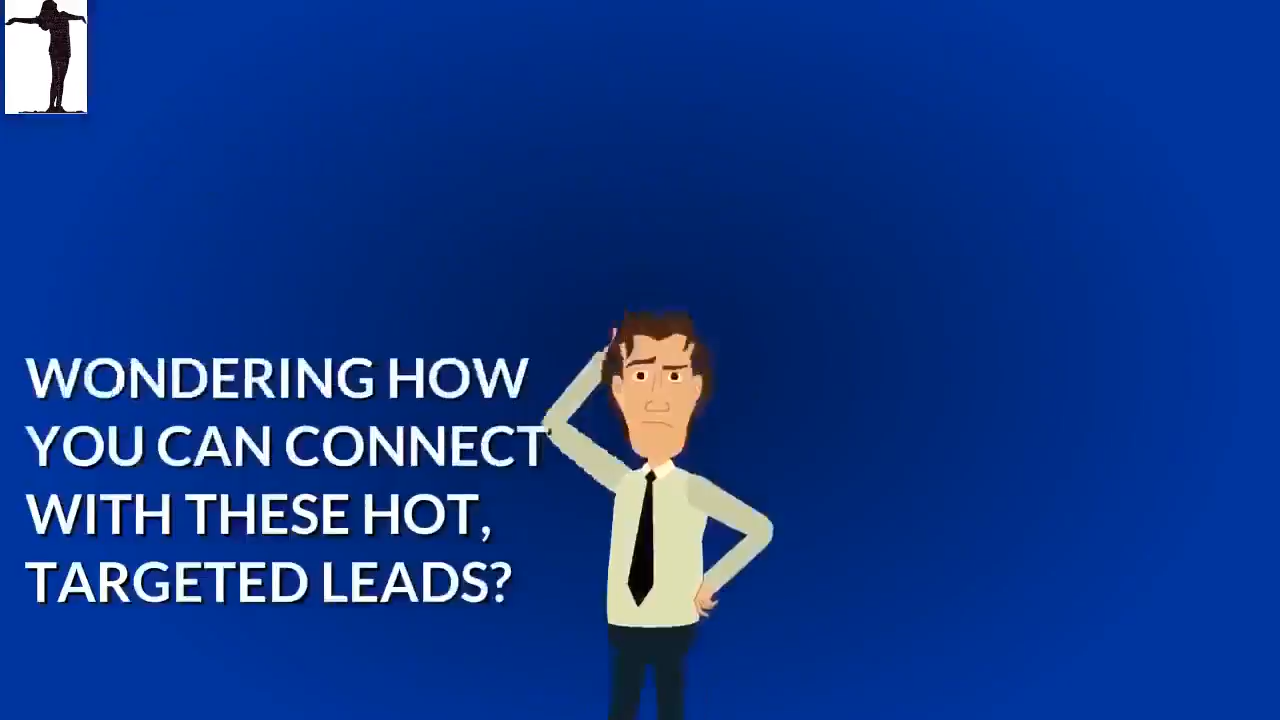 WONDERING HOW
YOU CAN CONNECT
WITH THESE HOT,
TARGETED LEADS?